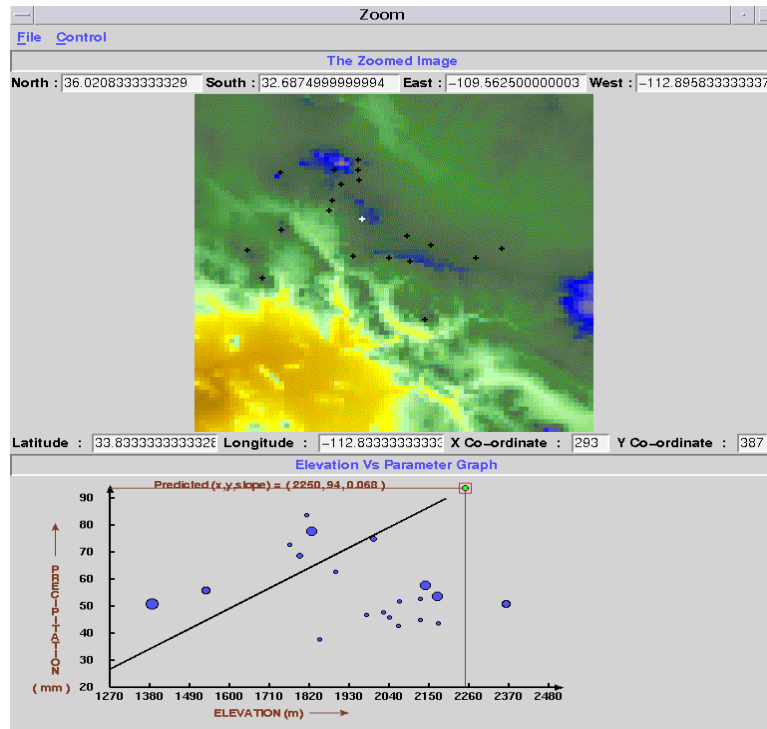 Zoom
File Control
The Zoomed Image
North : 36.0208333333329 South : 32.6874999999994 East : -109.562500000003 West : -112.895833333337
Latitude : 33.8333333333328 Longitude : -112.833333333333 X Co-ordinate : 293 Y Co-ordinate : 387
Elevation Vs Parameter Graph
Predicted (x,y,slope) = ( 2250, 94, 0.068 )
90
80
70
60
50
40
30
20
PRECIPITATION
( mm )
1270 1380 1490 1600 1710 1820 1930 2040 2150 2260 2370 2480
ELEVATION (m)